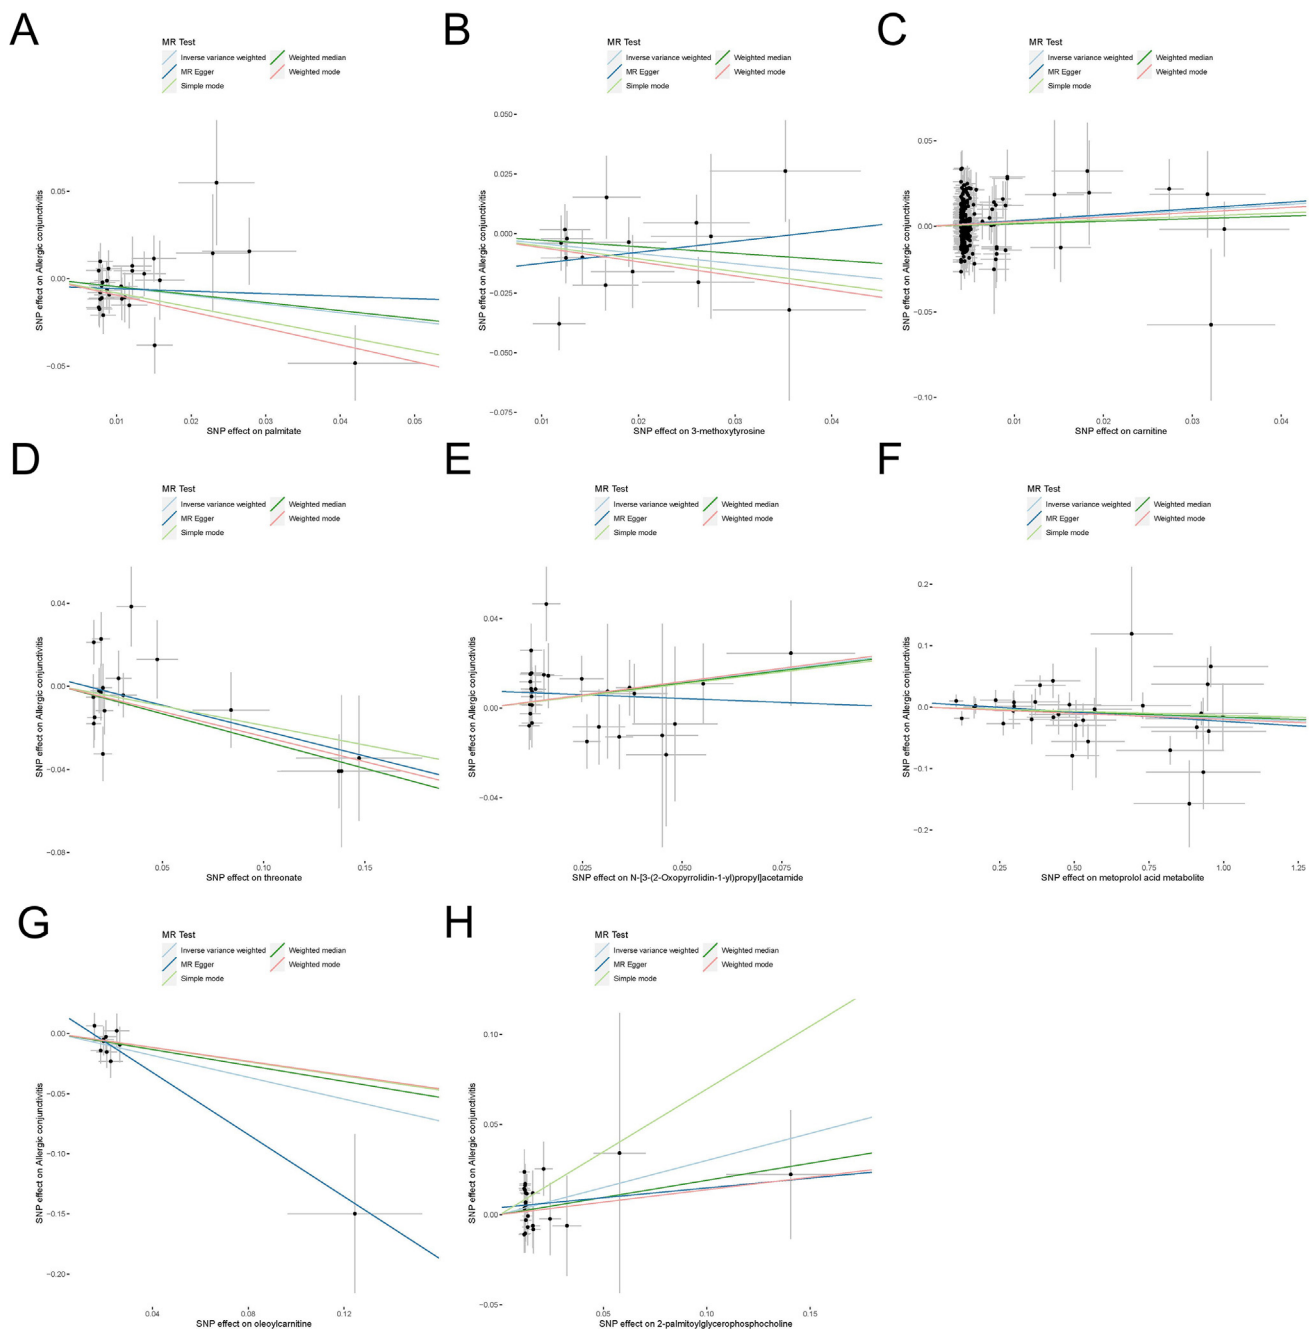 A
MR Test
Inverse variance weighted
Weighted median
MR Egger
Weighted mode
Simple mode
SNP effect on Allergic conjunctivitis
0.05
0.00
−0.05
0.01
0.02
0.03
0.04
0.05
SNP effect on palmitate
B
MR Test
Inverse variance weighted
Weighted median
MR Egger
Weighted mode
Simple mode
SNP effect on Allergic conjunctivitis
0.050
0.025
0.000
−0.025
−0.050
−0.075
0.01
0.02
0.03
0.04
SNP effect on 3-methoxytyrosine
C
MR Test
Inverse variance weighted
Weighted median
MR Egger
Weighted mode
Simple mode
SNP effect on Allergic conjunctivitis
0.05
0.00
−0.05
−0.10
0.01
0.02
0.03
0.04
SNP effect on carnitine
D
MR Test
Inverse variance weighted
Weighted median
MR Egger
Weighted mode
Simple mode
SNP effect on Allergic conjunctivitis
0.04
0.00
−0.04
−0.08
0.05
0.10
0.15
SNP effect on threonate
E
MR Test
Inverse variance weighted
Weighted median
MR Egger
Weighted mode
Simple mode
SNP effect on Allergic conjunctivitis
0.04
0.00
−0.04
0.025
0.050
0.075
SNP effect on N-[3-(2-Oxopyrrolidin-1-yl)propyl]acetamide
F
MR Test
Inverse variance weighted
Weighted median
MR Egger
Weighted mode
Simple mode
SNP effect on Allergic conjunctivitis
0.2
0.1
0.0
−0.1
−0.2
0.25
0.50
0.75
1.00
1.25
SNP effect on metoprolol acid metabolite
G
MR Test
Inverse variance weighted
Weighted median
MR Egger
Weighted mode
Simple mode
SNP effect on Allergic conjunctivitis
0.00
−0.05
−0.10
−0.15
−0.20
0.04
0.08
0.12
SNP effect on oleoylcarnitine
H
MR Test
Inverse variance weighted
Weighted median
MR Egger
Weighted mode
Simple mode
SNP effect on Allergic conjunctivitis
0.10
0.05
0.00
−0.05
0.05
0.10
0.15
SNP effect on 2-palmitoylglycerophosphocholine